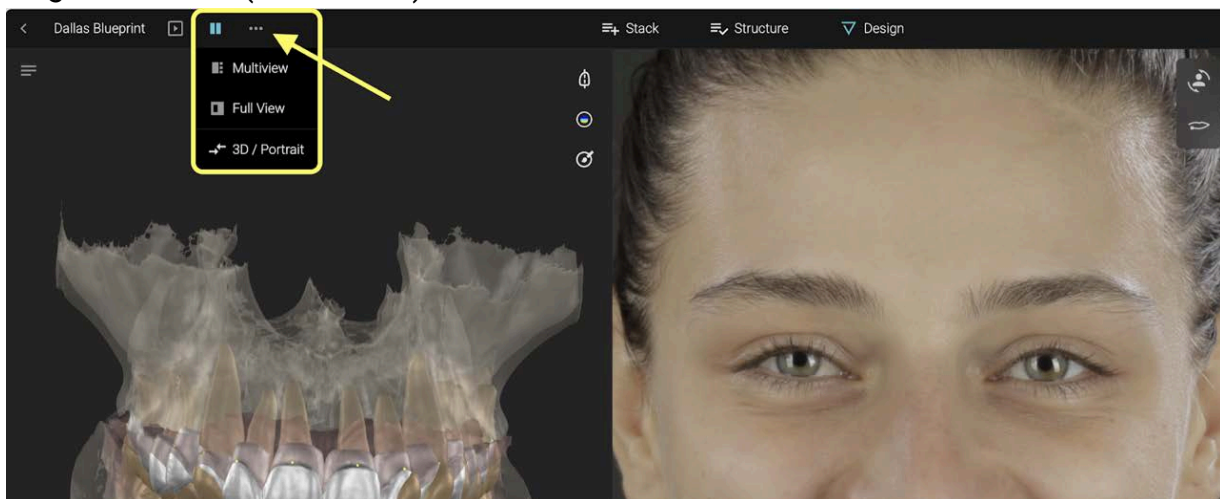 Dallas Blueprint
Stack
Structure
Design
Multiview
Full View
3D / Portrait